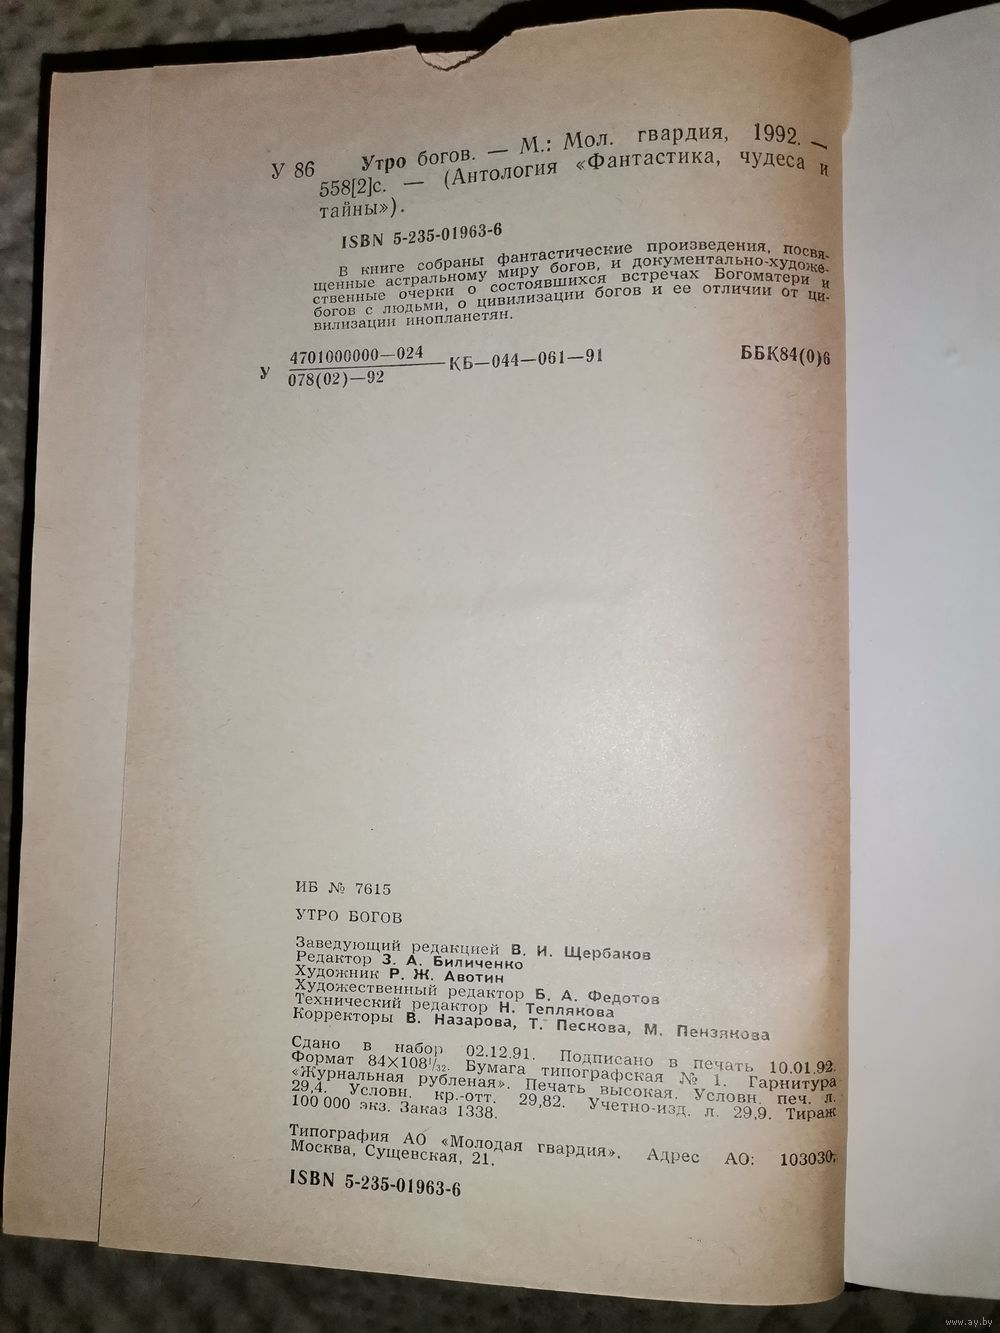 У 86 Утро богов. — М.: Мол. гвардия, 1992. —
558[2]с. — (Антология «Фантастика, чудеса и
тайны»).
ISBN 5-235-01963-6
В книге собраны фантастические произведения, посвя-
щенные астральному миру богов, и документально-художе-
ственные очерки о состоявшихся встречах Богоматери и
богов с людьми, о цивилизации богов и ее отличии от ци-
вилизации инопланетян.
У 4701000000—024
078(02)—92
КБ—044—061—91 ББК84(0)6
ИБ № 7615
УТРО БОГОВ
Заведующий редакцией В. И. Щербаков
Редактор З. А. Биличенко
Художник Р. Ж. Авотин
Художественный редактор Б. А. Федотов
Технический редактор Н. Теплякова
Корректоры В. Назарова, Т. Пескова, М. Пензякова
Сдано в набор 02.12.91. Подписано в печать 10.01.92.
Формат 84×108 1/32. Бумага типографская № 1. Гарнитура
«Журнальная рубленая». Печать высокая. Условн. печ. л.
29,4. Условн. кр.-отт. 29,82. Учетно-изд. л. 29,9. Тираж
100 000 экз. Заказ 1338.
Типография АО «Молодая гвардия». Адрес АО: 103030,
Москва, Сущевская, 21.
ISBN 5-235-01963-6
www.ay.by